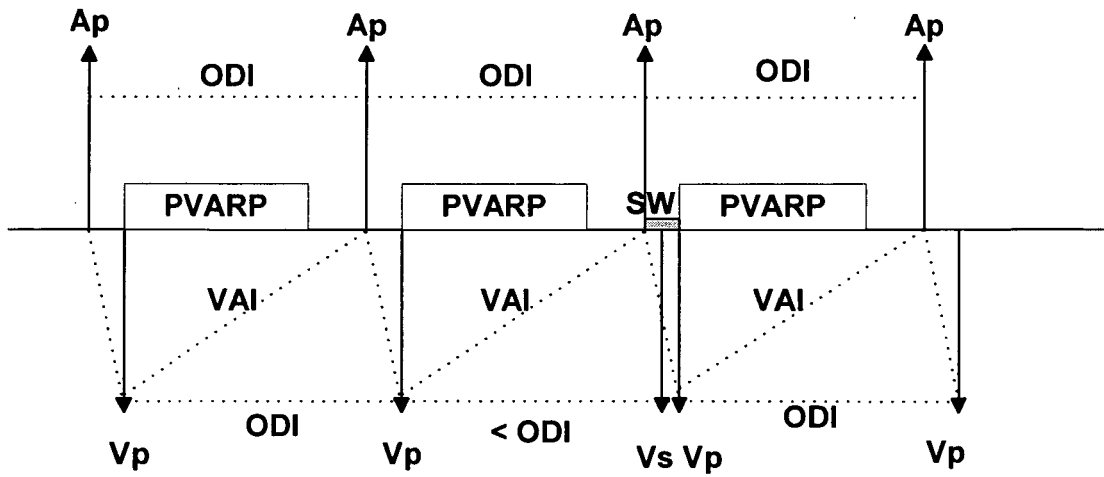 Ap Ap Ap Ap
ODI ODI ODI
SW
PVARP PVARP PVARP
VAI VAI VAI
ODI < ODI ODI
Vp Vp Vs Vp Vp